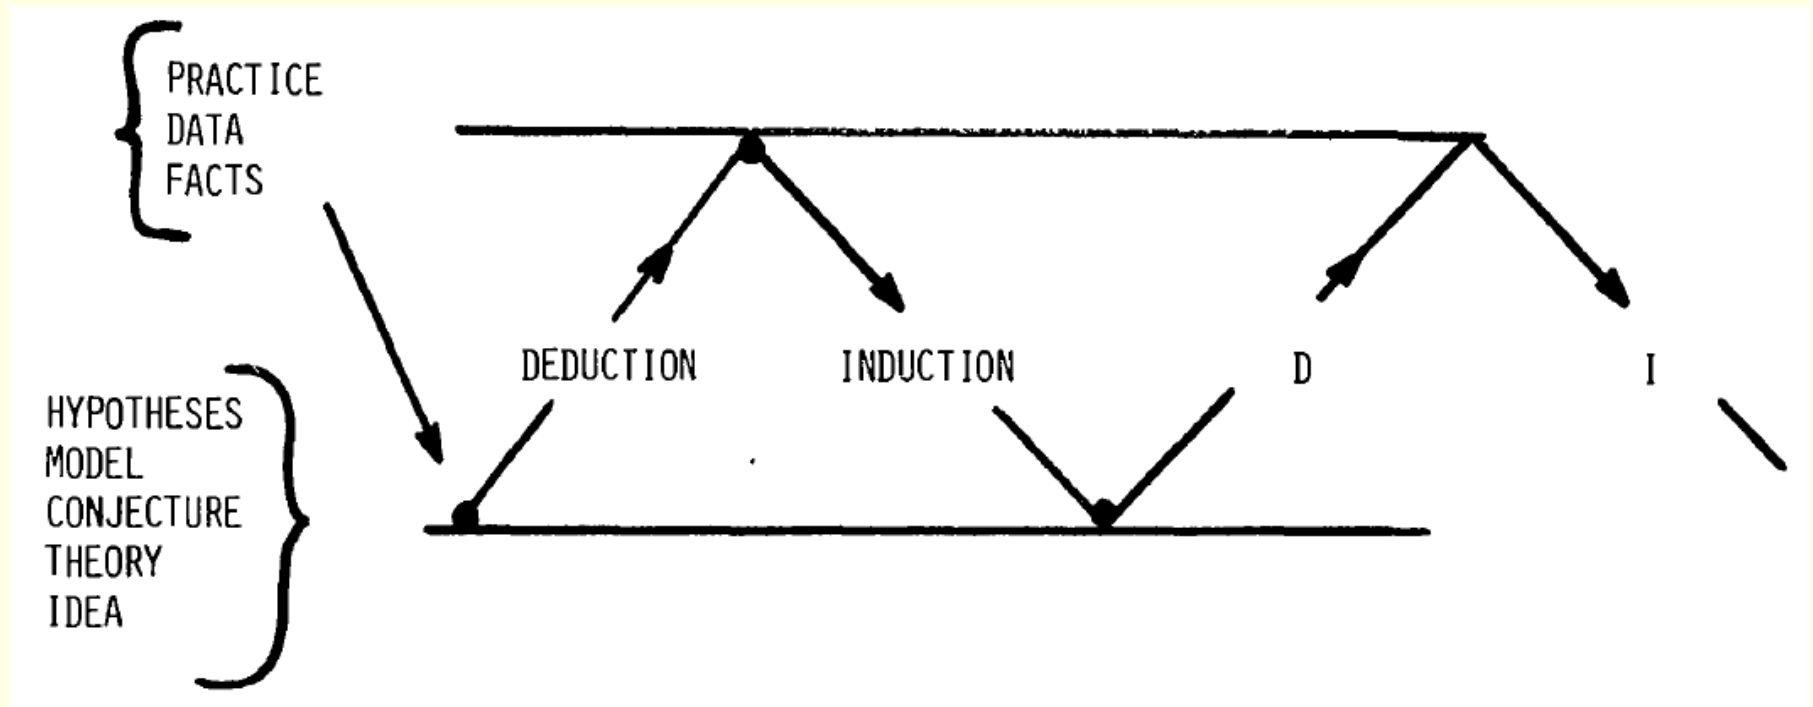 PRACTICE
DATA
FACTS
DEDUCTION INDUCTION D I
HYPOTHESES
MODEL
CONJECTURE
THEORY
IDEA